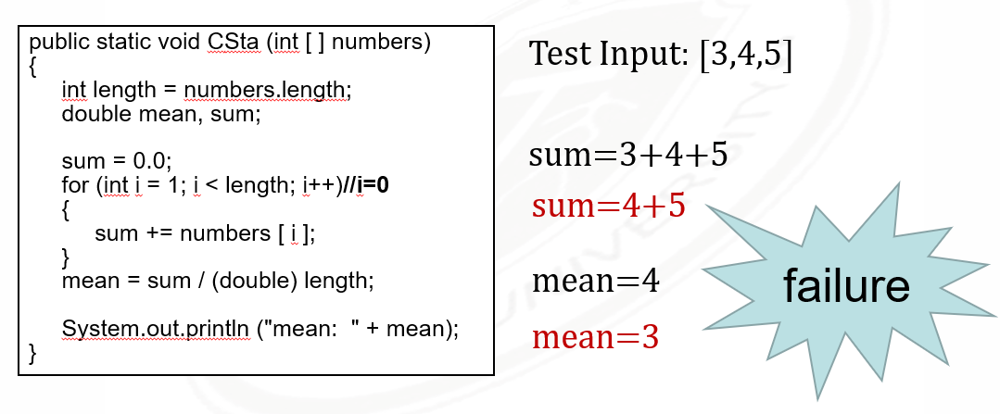 public static void CSta (int [ ] numbers)
{
int length = numbers.length;
double mean, sum;
sum = 0.0;
for (int i = 1; i < length; i++)//i=0
{
sum += numbers [ i ];
}
mean = sum / (double) length;
System.out.println ("mean:  " + mean);
}
Test Input: [3,4,5]
sum=3+4+5
sum=4+5
mean=4
mean=3
failure